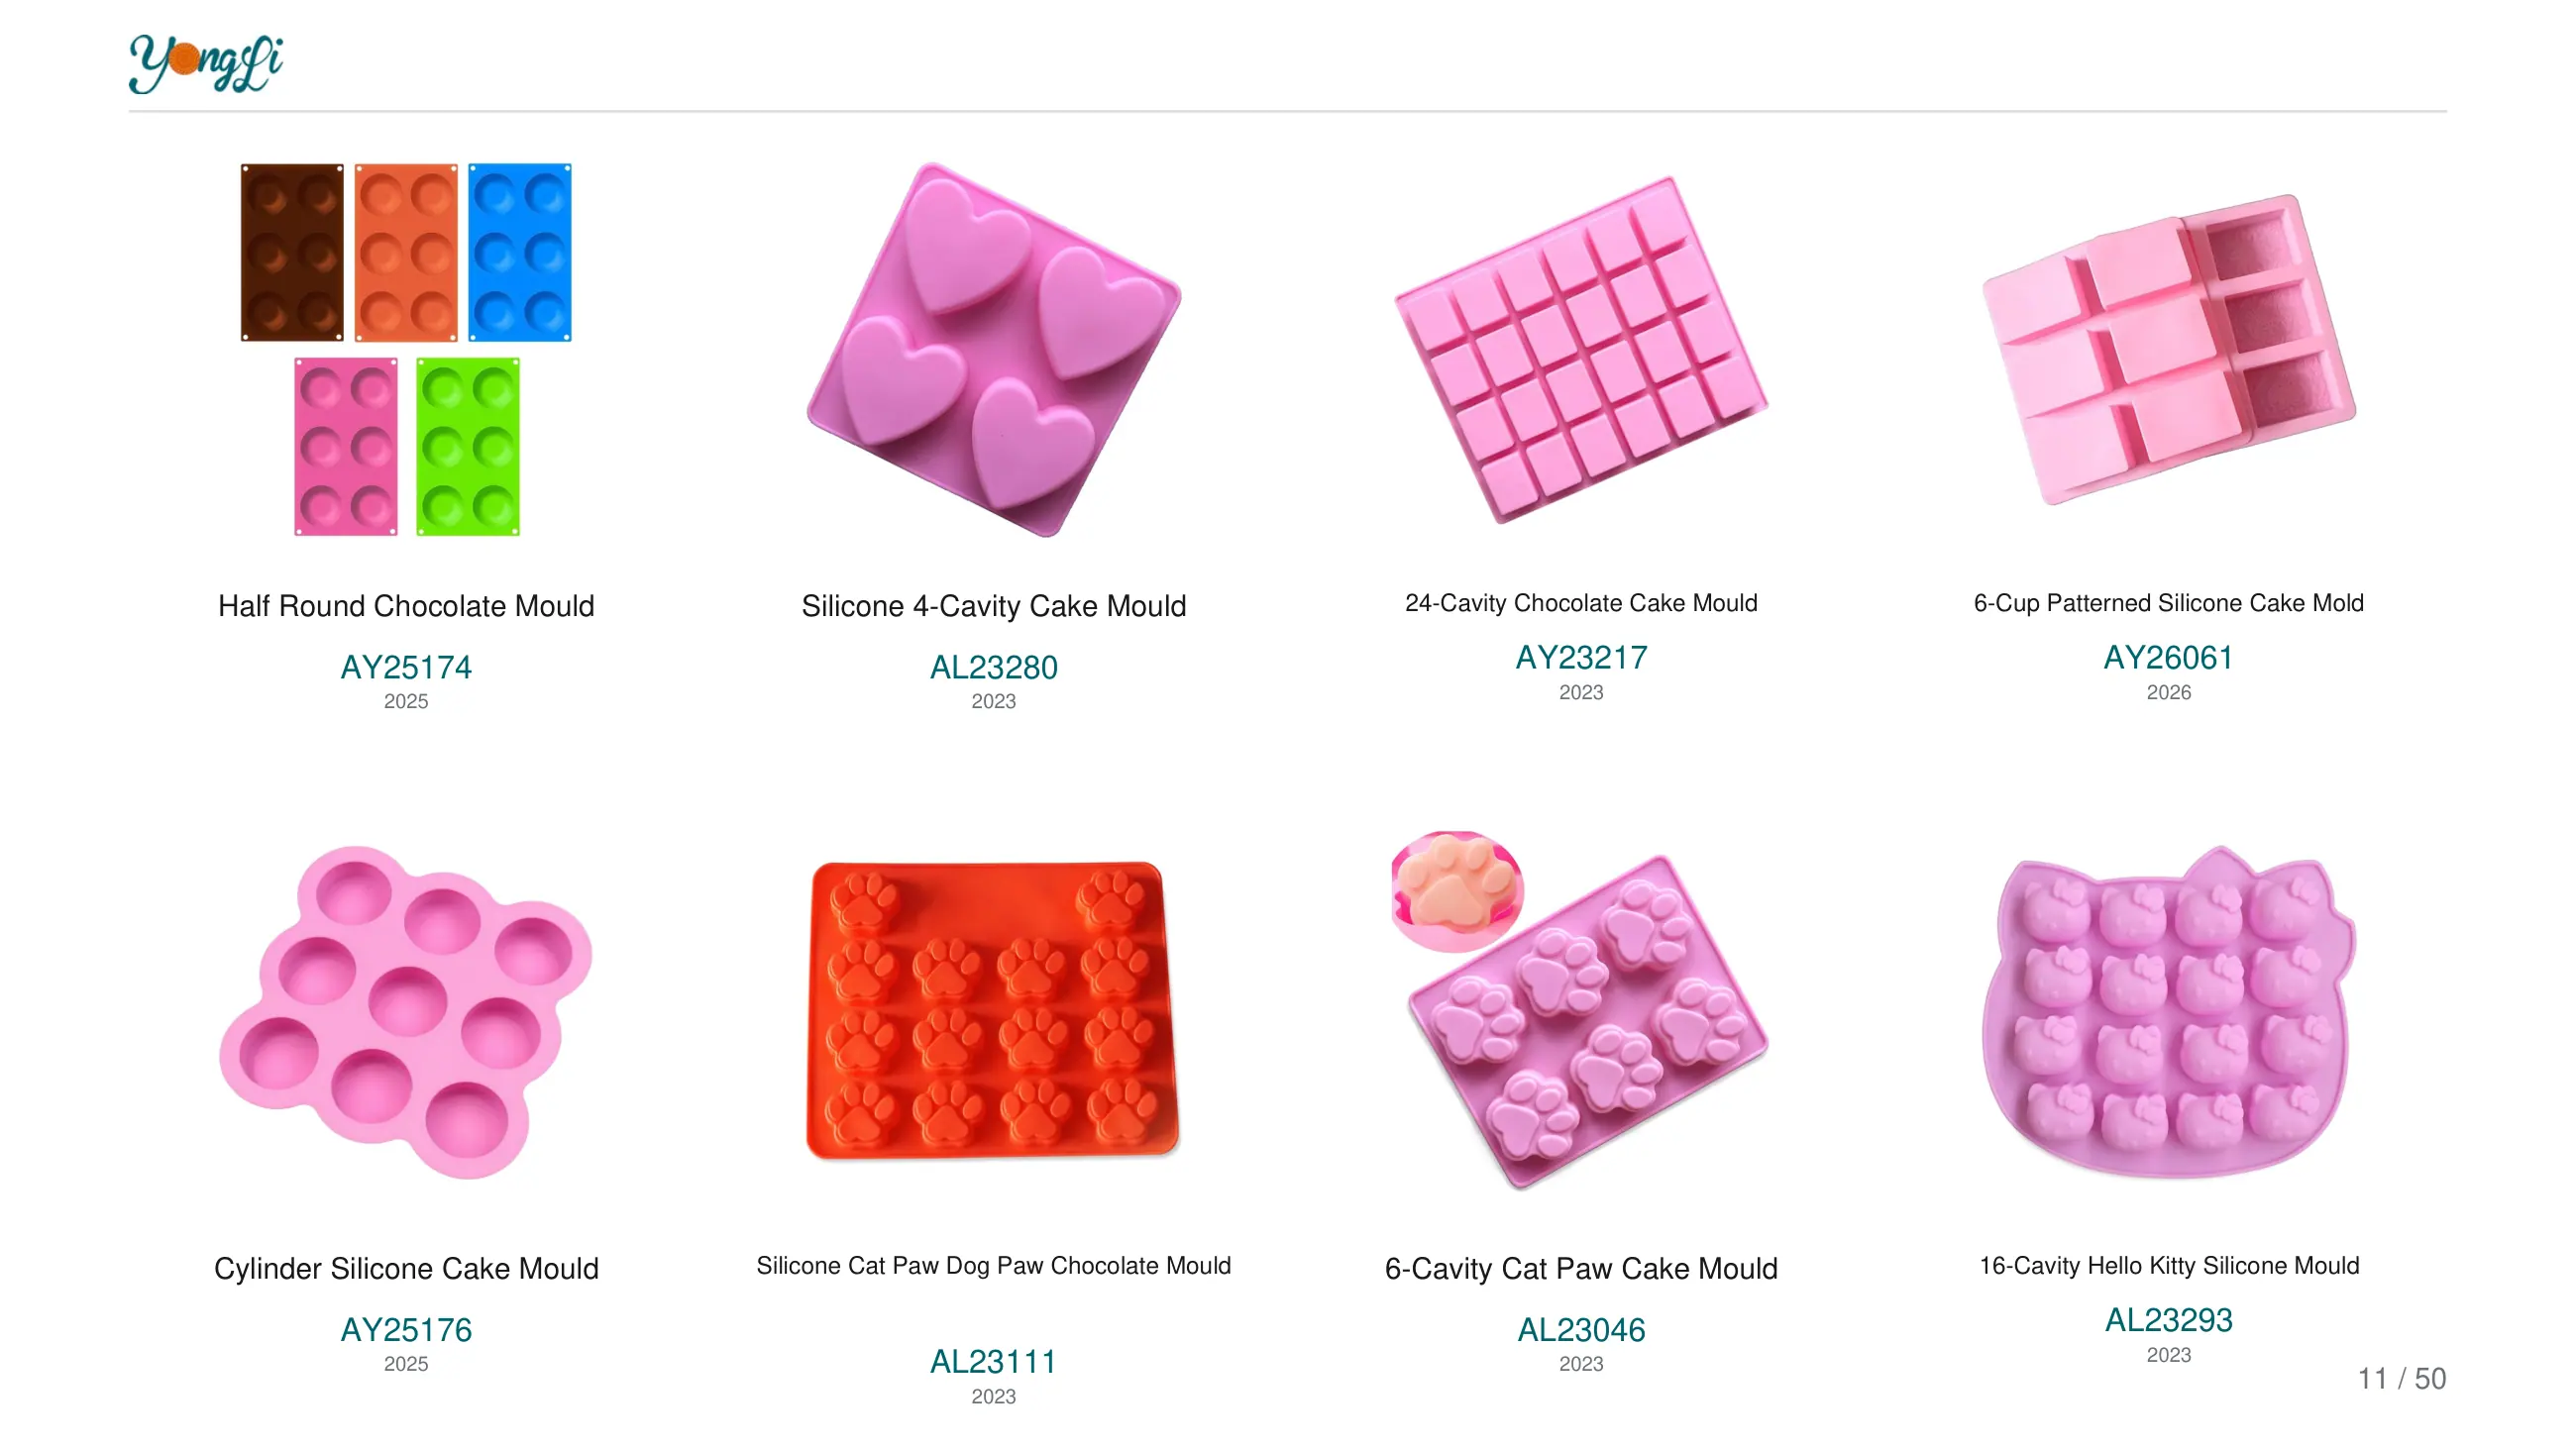 YongLi
Half Round Chocolate Mould
AY25174
2025
Silicone 4-Cavity Cake Mould
AL23280
2023
24-Cavity Chocolate Cake Mould
AY23217
2023
6-Cup Patterned Silicone Cake Mold
AY26061
2026
Cylinder Silicone Cake Mould
AY25176
2025
Silicone Cat Paw Dog Paw Chocolate Mould
AL23111
2023
6-Cavity Cat Paw Cake Mould
AL23046
2023
16-Cavity Hello Kitty Silicone Mould
AL23293
2023
11 / 50